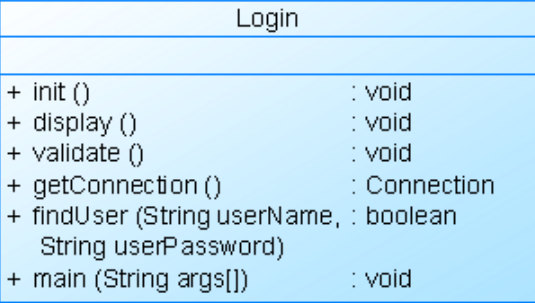 Login
+ init () : void
+ display () : void
+ validate () : void
+ getConnection () : Connection
+ findUser (String userName, : boolean
String userPassword)
+ main (String args[]) : void